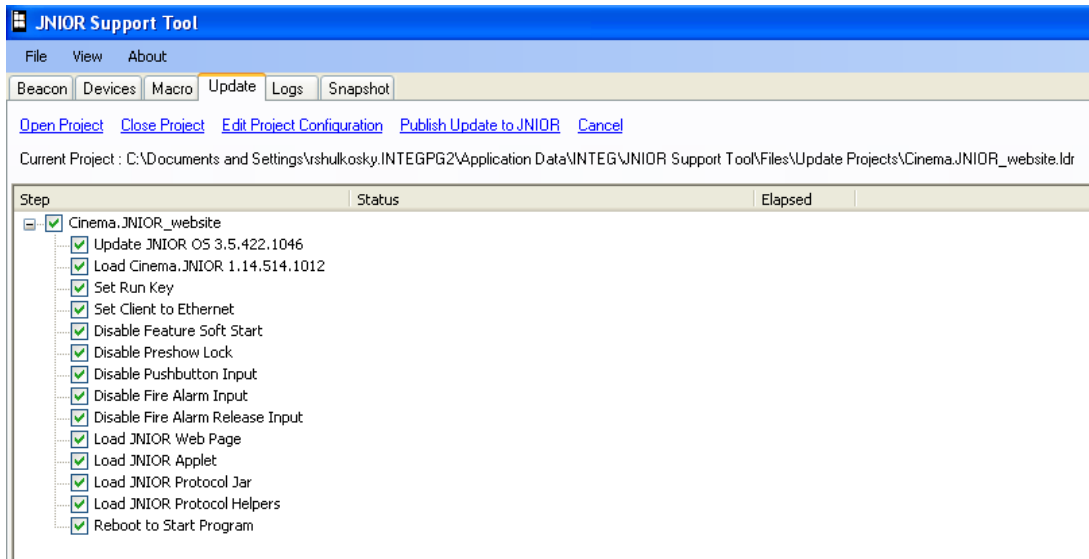 JNIOR Support Tool
File View About
Beacon Devices Macro Update Logs Snapshot
Open Project Close Project Edit Project Configuration Publish Update to JNIOR Cancel
Current Project : C:\Documents and Settings\rshulkosky.INTEGPG2\Application Data\INTEG\JNIOR Support Tool\Files\Update Projects\Cinema.JNIOR_website.ldr
Step Status Elapsed
Cinema.JNIOR_website
Update JNIOR OS 3.5.422.1046
Load Cinema.JNIOR 1.14.514.1012
Set Run Key
Set Client to Ethernet
Disable Feature Soft Start
Disable Preshow Lock
Disable Pushbutton Input
Disable Fire Alarm Input
Disable Fire Alarm Release Input
Load JNIOR Web Page
Load JNIOR Applet
Load JNIOR Protocol Jar
Load JNIOR Protocol Helpers
Reboot to Start Program